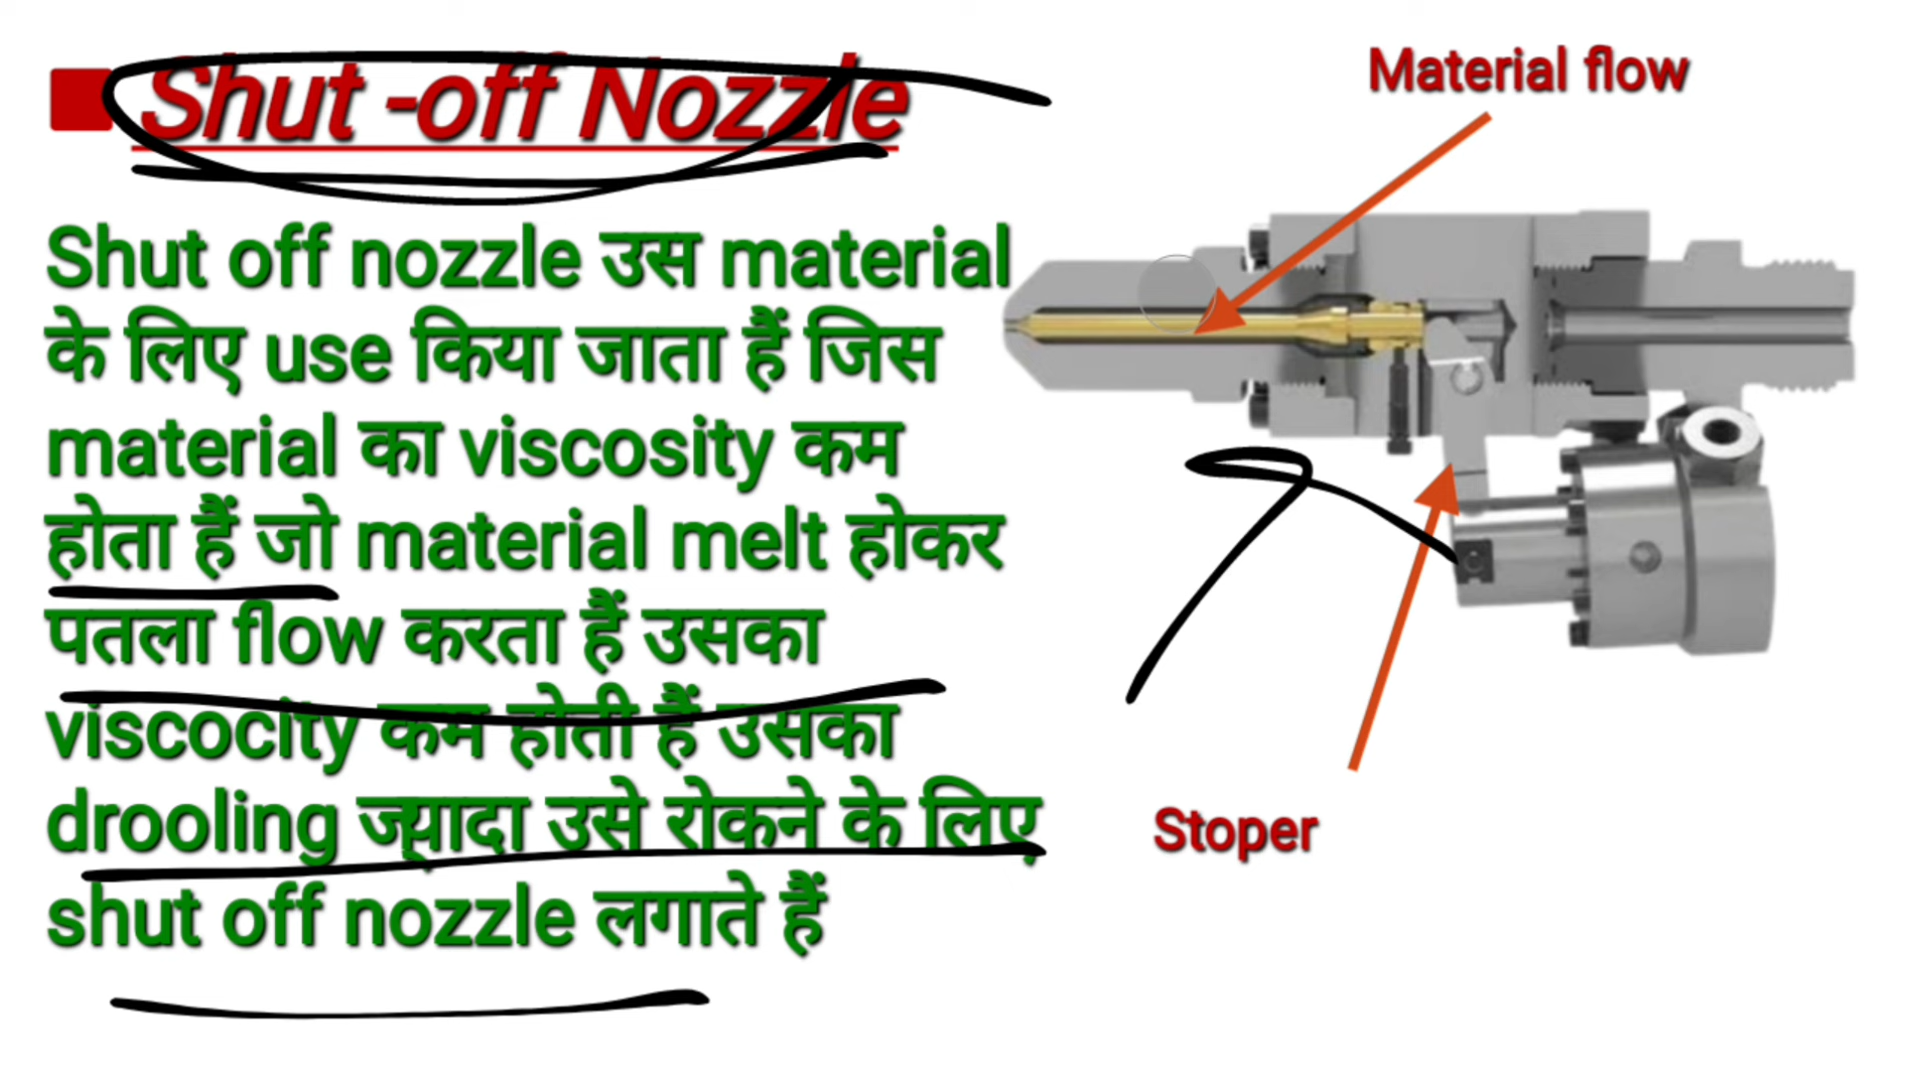 Shut -off Nozzle
Material flow
Shut off nozzle उस material
के लिए use किया जाता हैं जिस
material का viscosity कम
होता हैं जो material melt होकर
पतला flow करता हैं उसका
viscocity कम होती हैं उसका
drooling ज्यादा उसे रोकने के लिए
shut off nozzle लगाते हैं
Stoper